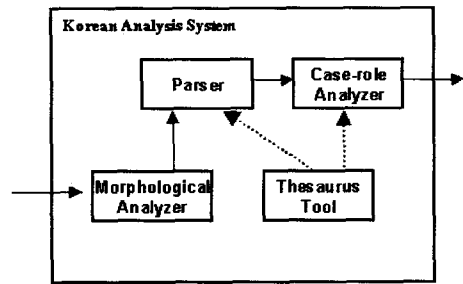 Korean Analysis System
Parser
Case-role
Analyzer
Morphological
Analyzer
Thesaurus
Tool